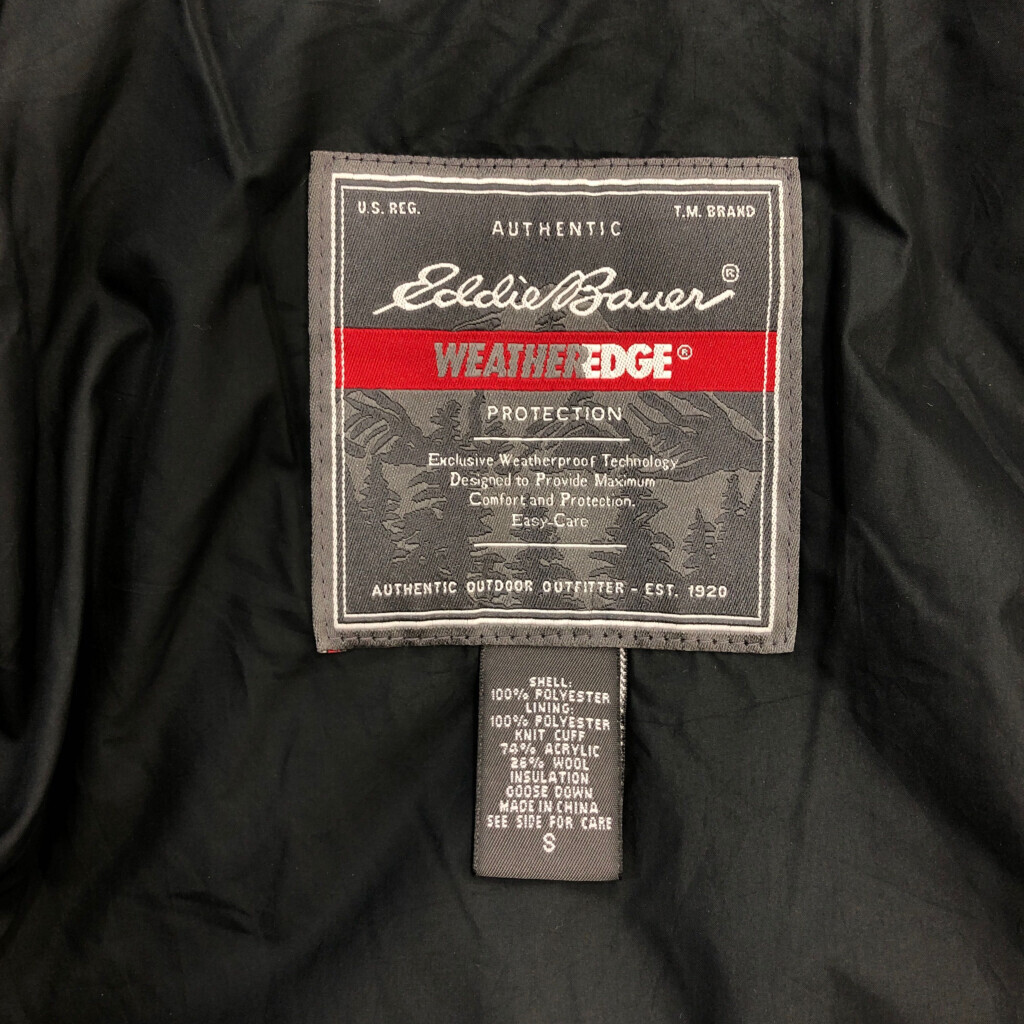 U.S. REG. T.M. BRAND
AUTHENTIC
Eddie Bauer ®
WEATHEREDGE®
PROTECTION
Exclusive Weatherproof Technology
Designed to Provide Maximum
Comfort and Protection.
Easy-Care
AUTHENTIC OUTDOOR OUTFITTER - EST. 1920
SHELL:
100% POLYESTER
LINING:
100% POLYESTER
KNIT CUFF
74% ACRYLIC
26% WOOL
INSULATION
GOOSE DOWN
MADE IN CHINA
SEE SIDE FOR CARE
S